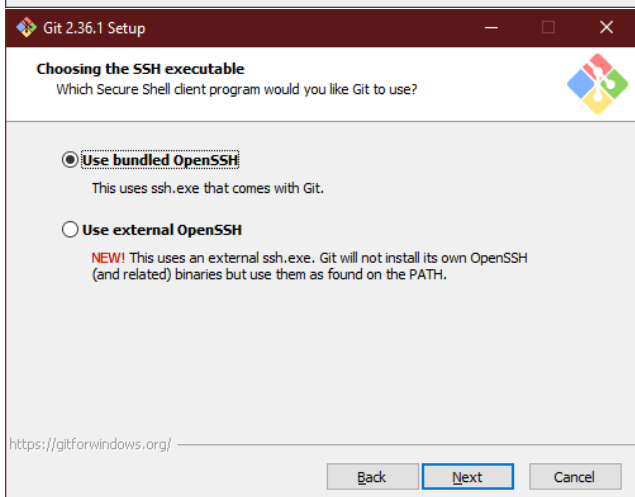 Git 2.36.1 Setup
Choosing the SSH executable
Which Secure Shell client program would you like Git to use?
Use bundled OpenSSH
This uses ssh.exe that comes with Git.
Use external OpenSSH
NEW! This uses an external ssh.exe. Git will not install its own OpenSSH
(and related) binaries but use them as found on the PATH.
https://gitforwindows.org/
Back Next Cancel